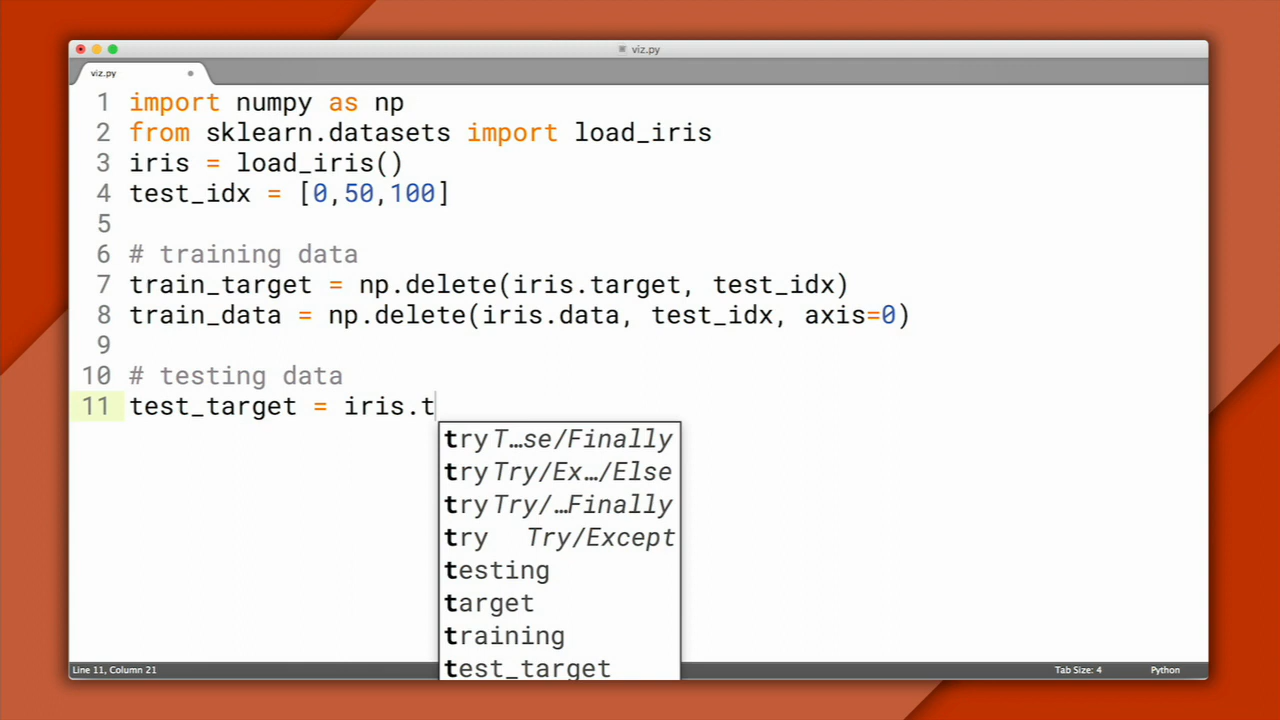 viz.py
viz.py
1 import numpy as np
2 from sklearn.datasets import load_iris
3 iris = load_iris()
4 test_idx = [0,50,100]
5
6 # training data
7 train_target = np.delete(iris.target, test_idx)
8 train_data = np.delete(iris.data, test_idx, axis=0)
9
10 # testing data
11 test_target = iris.t
try T…se/Finally
try Try/Ex…/Else
try Try/…Finally
try Try/Except
testing
target
training
test_target
Line 11, Column 21 Tab Size: 4 Python